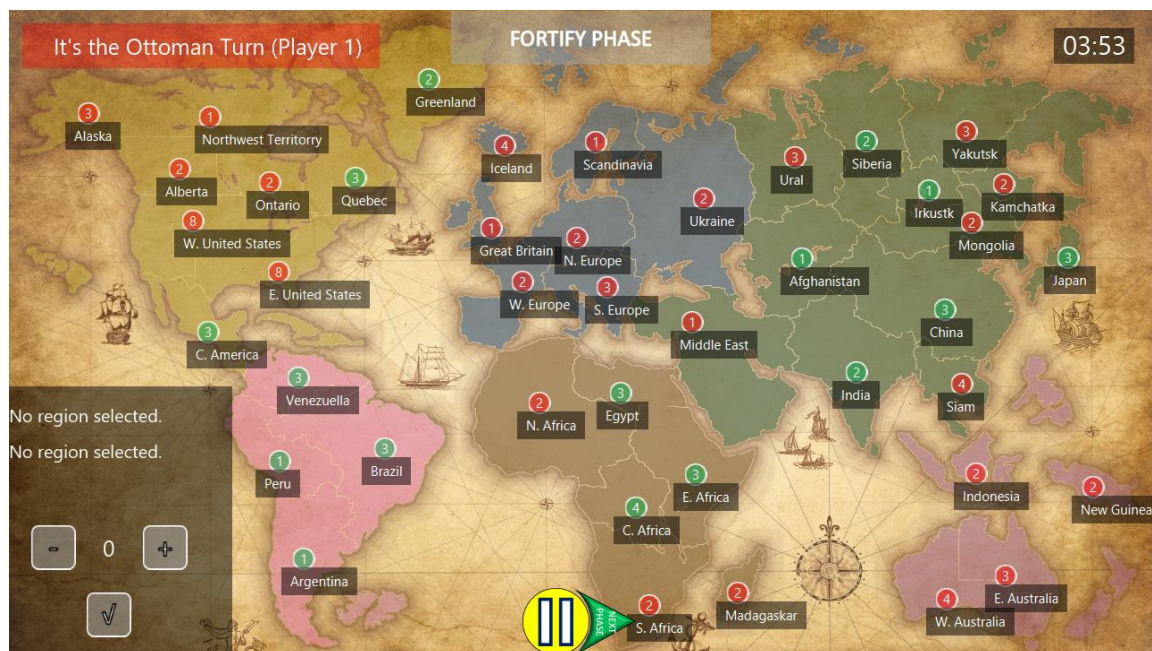 It's the Ottoman Turn (Player 1)
FORTIFY PHASE
03:53
2
Greenland
3
Alaska
1
Northwest Territorry
4
Iceland
1
Scandinavia
3
Ural
2
Siberia
3
Yakutsk
2
Alberta
2
Ontario
3
Quebec
2
Ukraine
1
Irkustk
2
Kamchatka
8
W. United States
1
Great Britain
2
N. Europe
2
Mongolia
8
E. United States
2
W. Europe
3
S. Europe
1
Afghanistan
3
Japan
3
C. America
1
Middle East
3
China
3
Venezuella
2
N. Africa
3
Egypt
2
India
4
Siam
No region selected.
No region selected.
1
Peru
3
Brazil
3
E. Africa
2
Indonesia
2
New Guinea
4
C. Africa
- 0 +
√
1
Argentina
NEXT
PHASE
2
S. Africa
2
Madagaskar
4
W. Australia
3
E. Australia